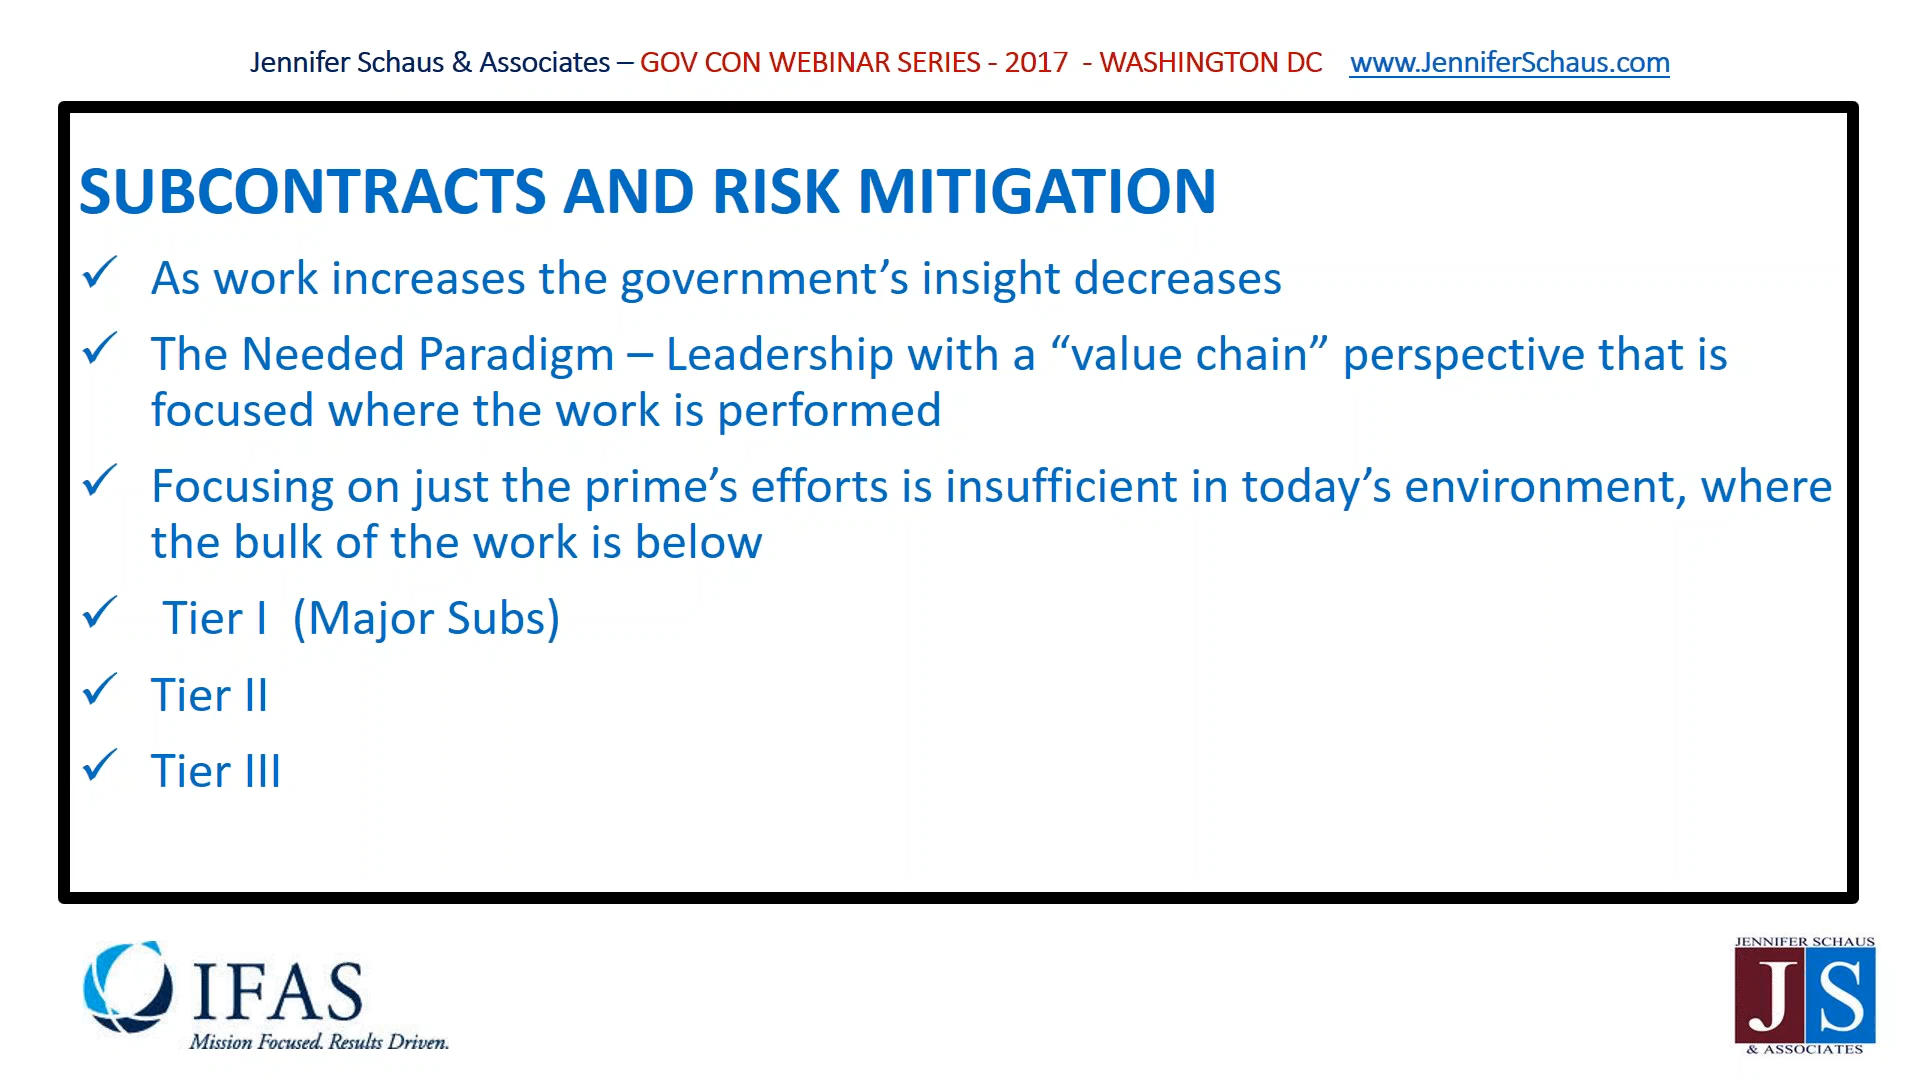 Jennifer Schaus & Associates – GOV CON WEBINAR SERIES - 2017 - WASHINGTON DC www.JenniferSchaus.com
SUBCONTRACTS AND RISK MITIGATION
✓ As work increases the government’s insight decreases
✓ The Needed Paradigm – Leadership with a “value chain” perspective that is
focused where the work is performed
✓ Focusing on just the prime’s efforts is insufficient in today’s environment, where
the bulk of the work is below
✓ Tier I (Major Subs)
✓ Tier II
✓ Tier III
IFAS
Mission Focused. Results Driven.
JENNIFER SCHAUS
JS
& ASSOCIATES